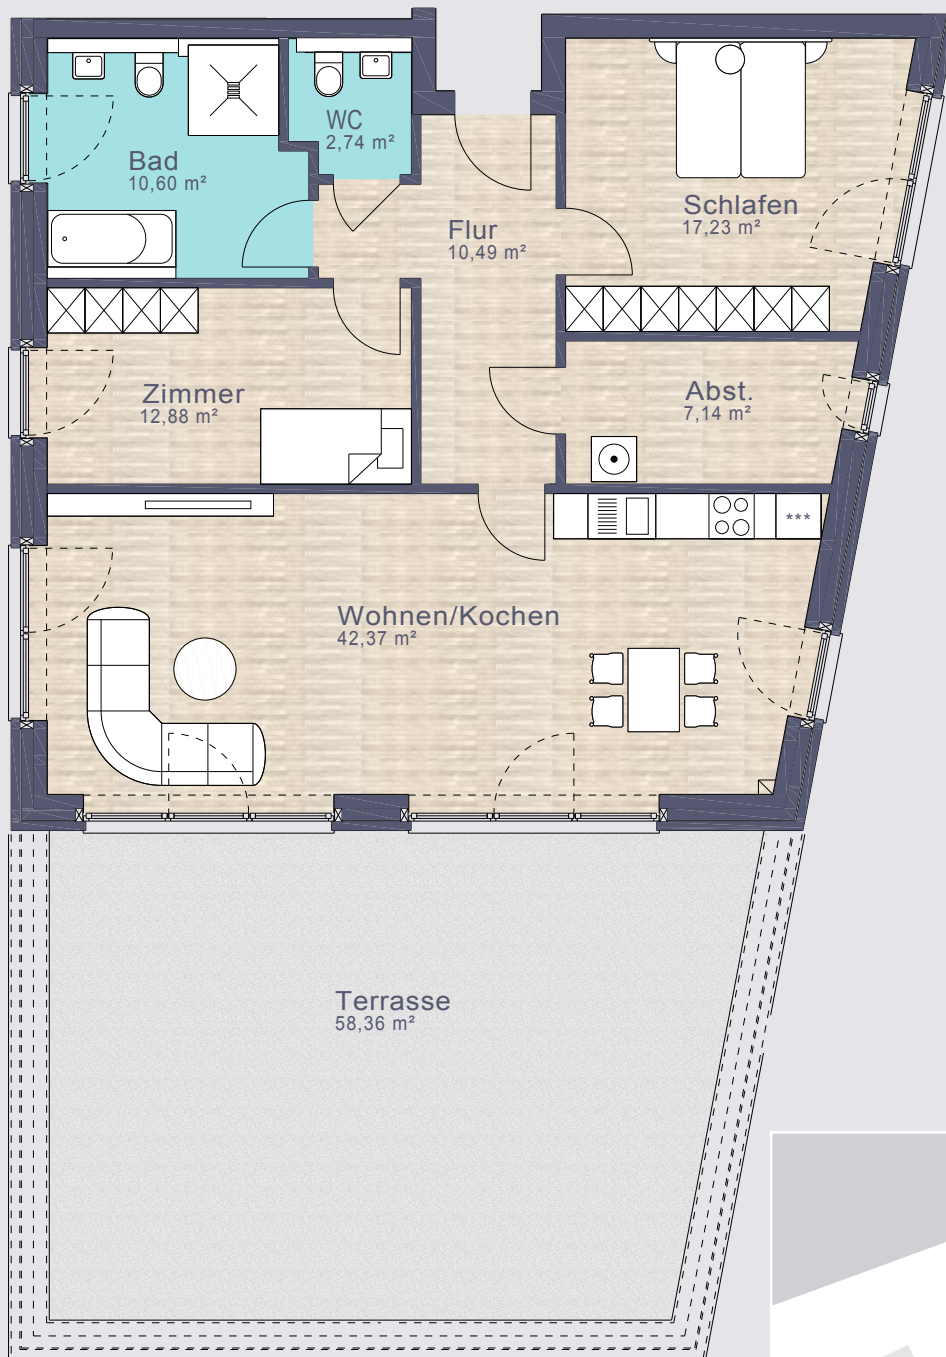 WC
2,74 m²
Bad
10,60 m²
Schlafen
17,23 m²
Flur
10,49 m²
Zimmer
12,88 m²
Abst.
7,14 m²
***
Wohnen/Kochen
42,37 m²
Terrasse
58,36 m²